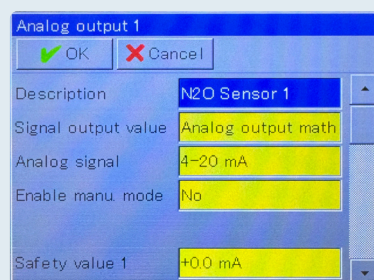 Analog output 1
OK Cancel
Description N2O Sensor 1
Signal output value Analog output math
Analog signal 4-20 mA
Enable manu. mode No
Safety value 1 +0.0 mA